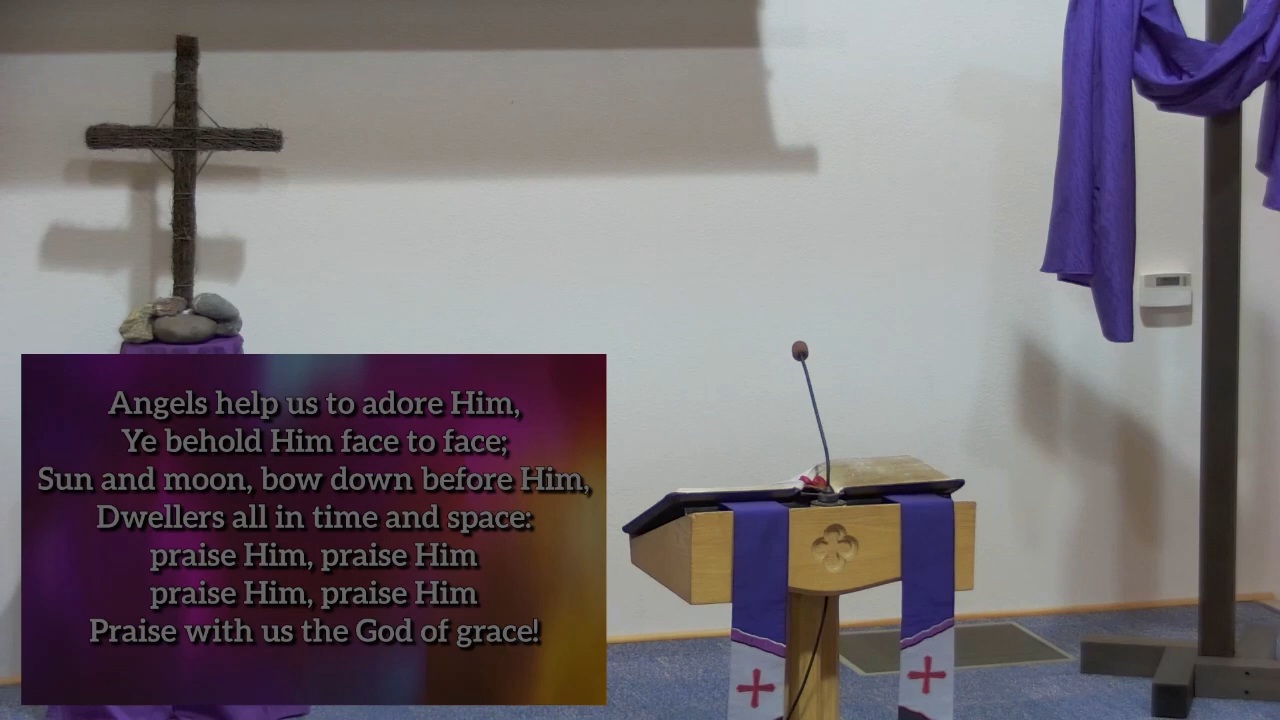 Angels help us to adore Him,
Ye behold Him face to face;
Sun and moon, bow down before Him,
Dwellers all in time and space:
praise Him, praise Him
praise Him, praise Him
Praise with us the God of grace!